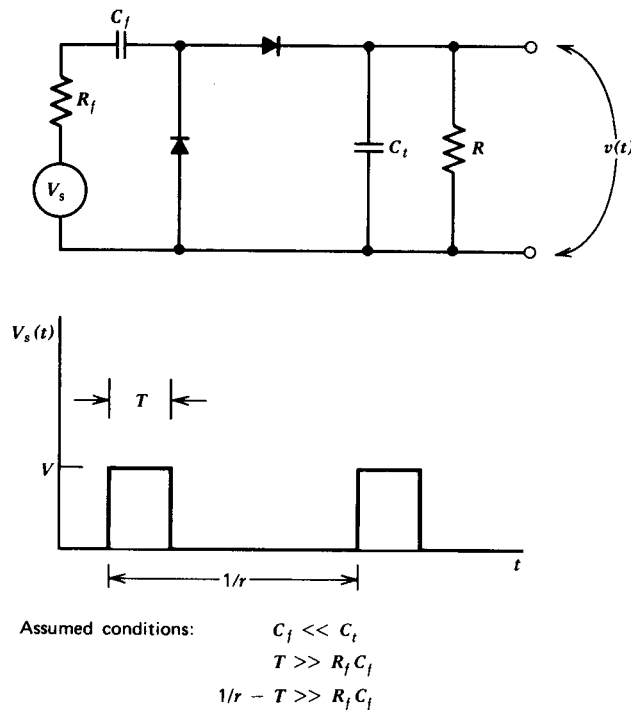 C_f
R_f
V_s
C_t
R
v(t)
V_s(t)
T
V
1/r
t
Assumed conditions:
C_f << C_t
T >> R_f C_f
1/r − T >> R_f C_f